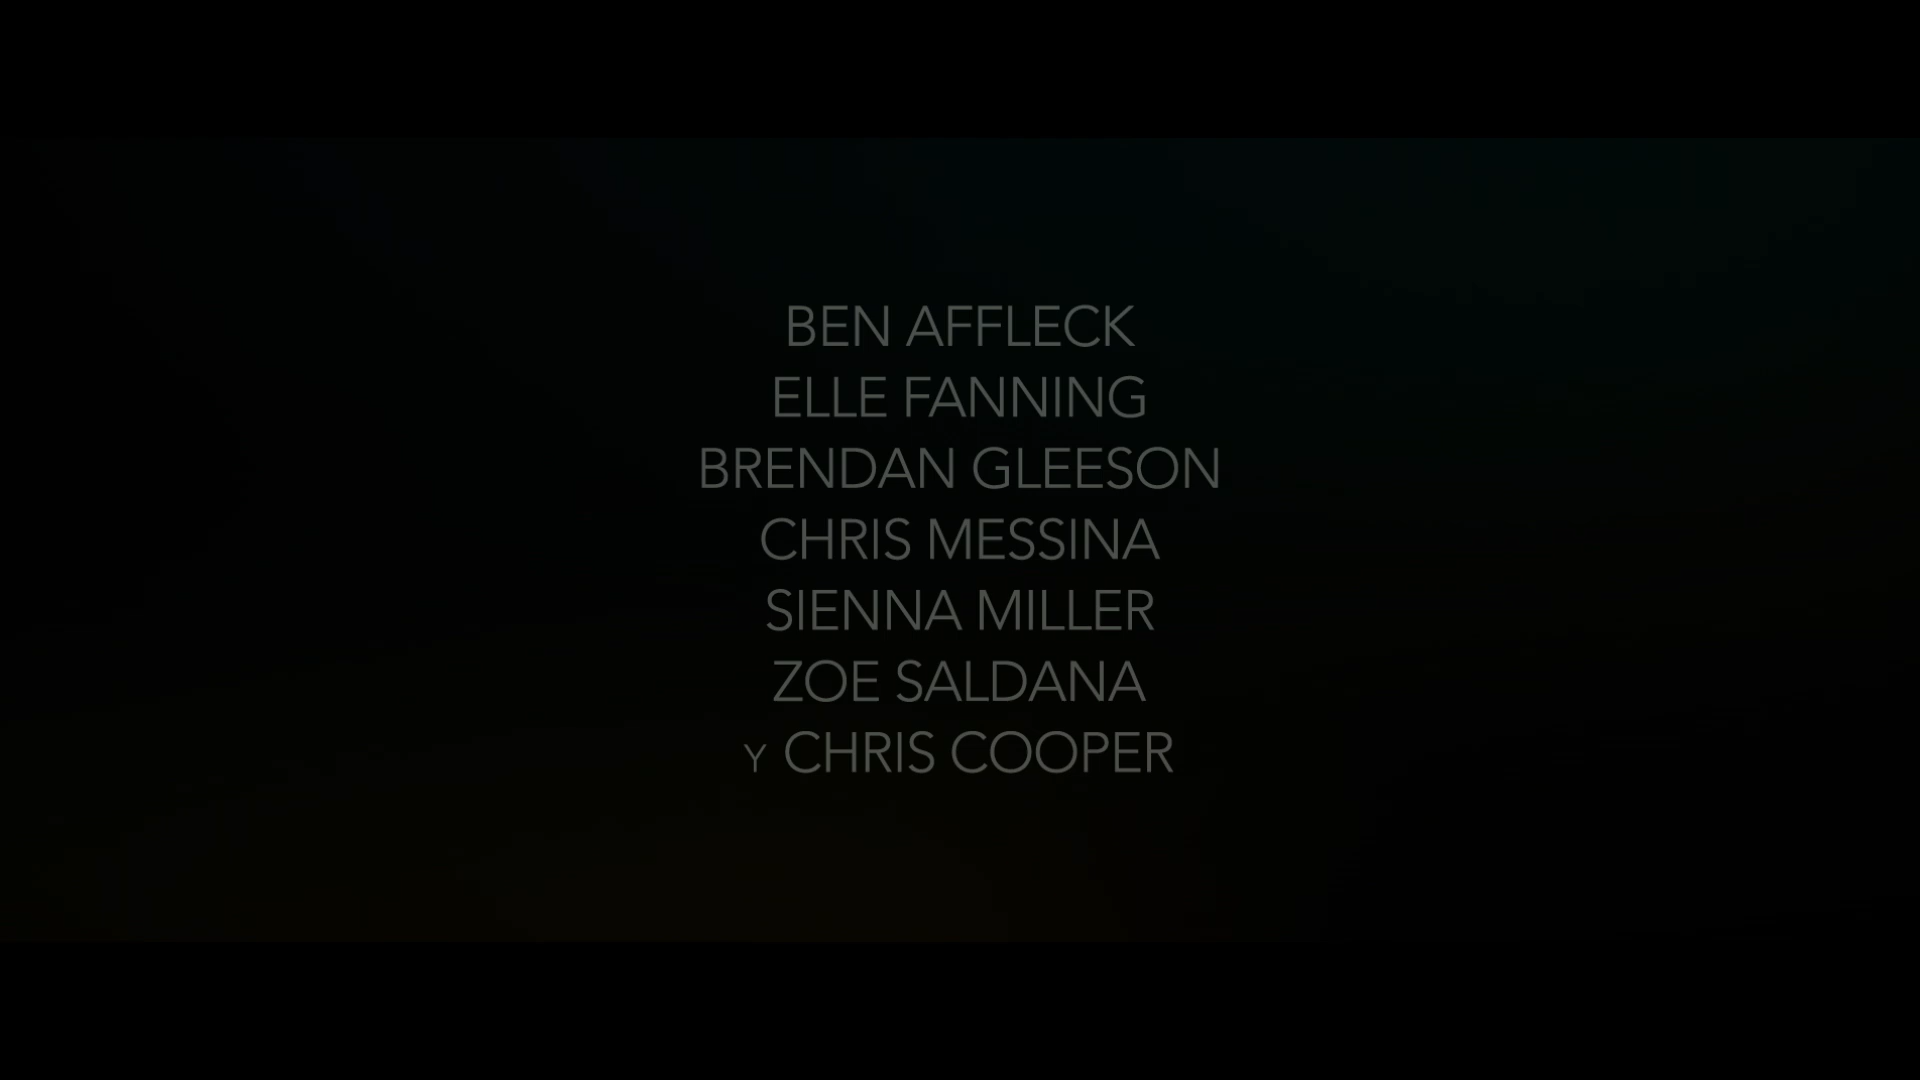 BEN AFFLECK
ELLE FANNING
BRENDAN GLEESON
CHRIS MESSINA
SIENNA MILLER
ZOE SALDANA
Y CHRIS COOPER